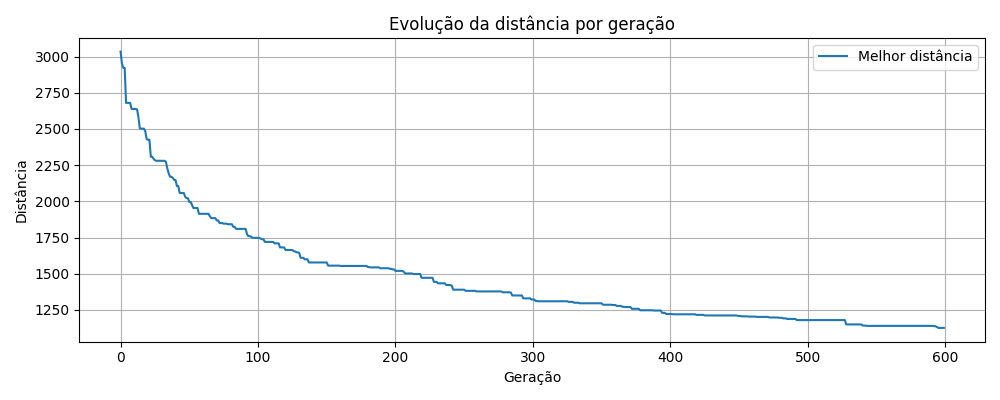 Evolução da distância por geração
Melhor distância
Distância
3000
2750
2500
2250
2000
1750
1500
1250
0 100 200 300 400 500 600
Geração